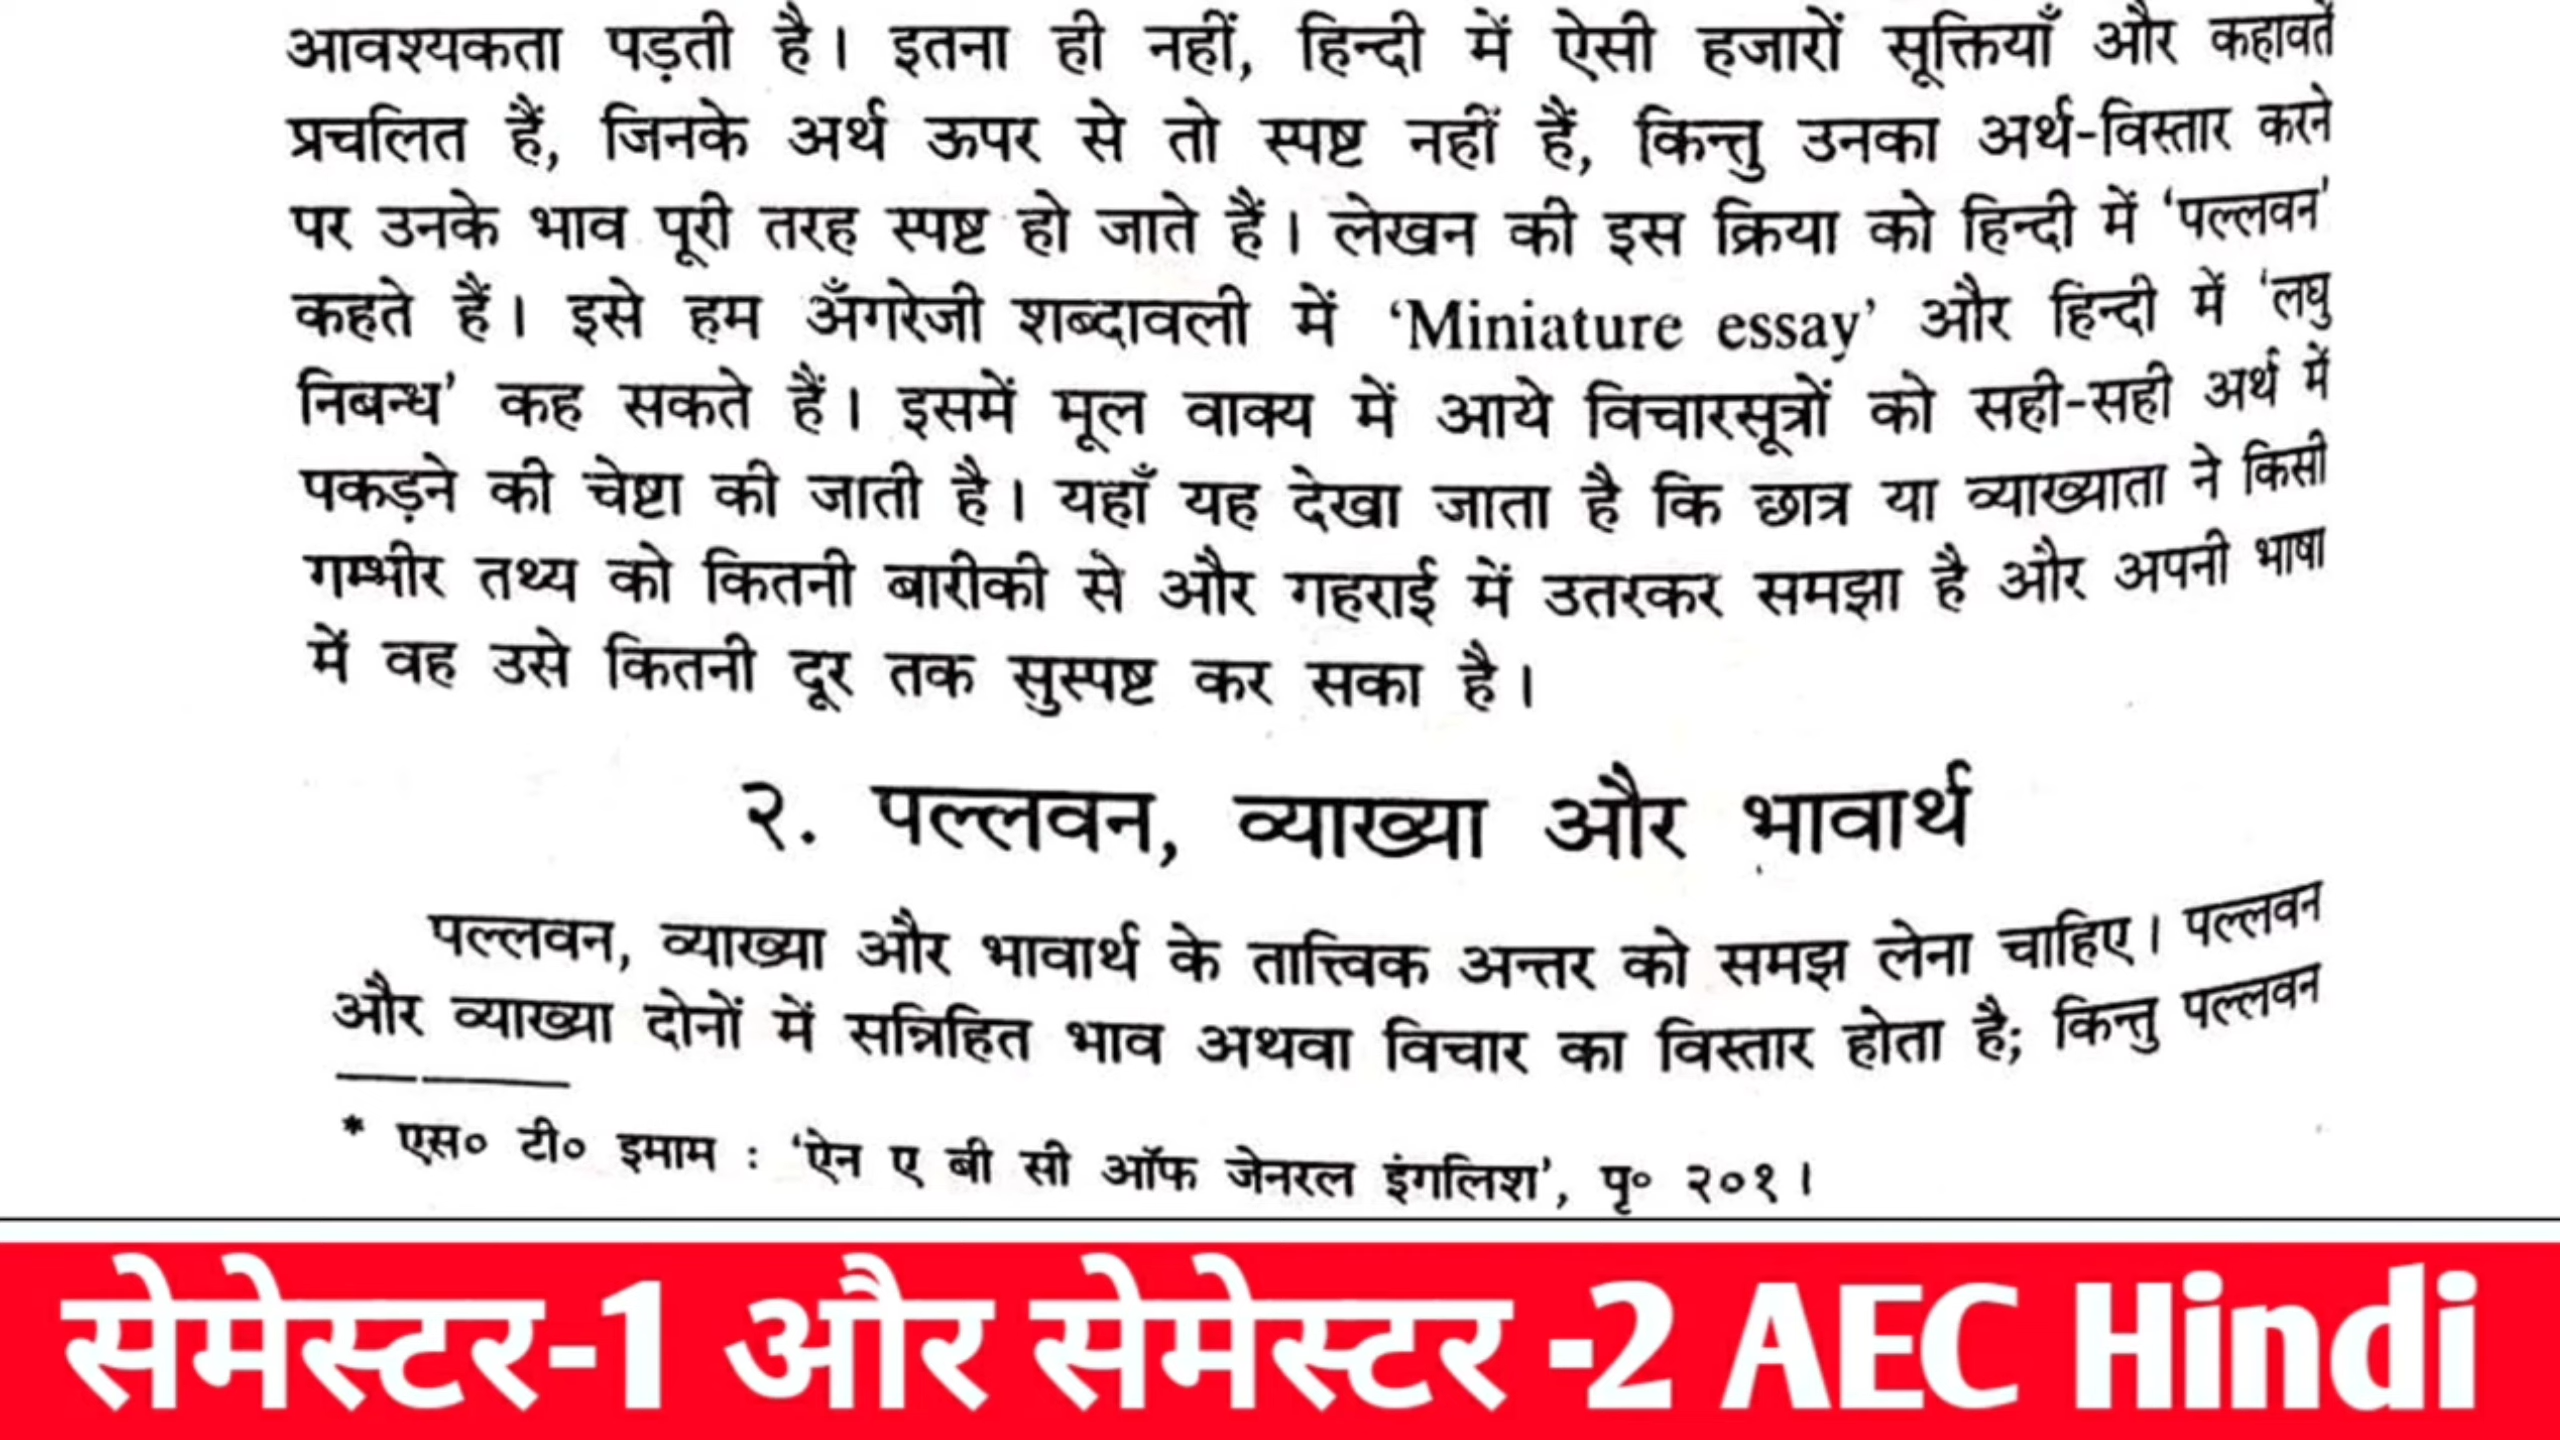 आवश्यकता पड़ती है। इतना ही नहीं, हिन्दी में ऐसी हजारों सूक्तियाँ और कहावतें
प्रचलित हैं, जिनके अर्थ ऊपर से तो स्पष्ट नहीं हैं, किन्तु उनका अर्थ-विस्तार करने
पर उनके भाव पूरी तरह स्पष्ट हो जाते हैं। लेखन की इस क्रिया को हिन्दी में ‘पल्लवन’
कहते हैं। इसे हम अँगरेजी शब्दावली में ‘Miniature essay’ और हिन्दी में ‘लघु
निबन्ध’ कह सकते हैं। इसमें मूल वाक्य में आये विचारसूत्रों को सही-सही अर्थ में
पकड़ने की चेष्टा की जाती है। यहाँ यह देखा जाता है कि छात्र या व्याख्याता ने किसी
गम्भीर तथ्य को कितनी बारीकी से और गहराई में उतरकर समझा है और अपनी भाषा
में वह उसे कितनी दूर तक सुस्पष्ट कर सका है।
२. पल्लवन, व्याख्या और भावार्थ
पल्लवन, व्याख्या और भावार्थ के तात्त्विक अन्तर को समझ लेना चाहिए। पल्लवन
और व्याख्या दोनों में सन्निहित भाव अथवा विचार का विस्तार होता है; किन्तु पल्लवन
* एस० टी० इमाम : ‘ऐन ए बी सी ऑफ जेनरल इंगलिश’, पृ० २०१।
सेमेस्टर-1 और सेमेस्टर -2 AEC Hindi